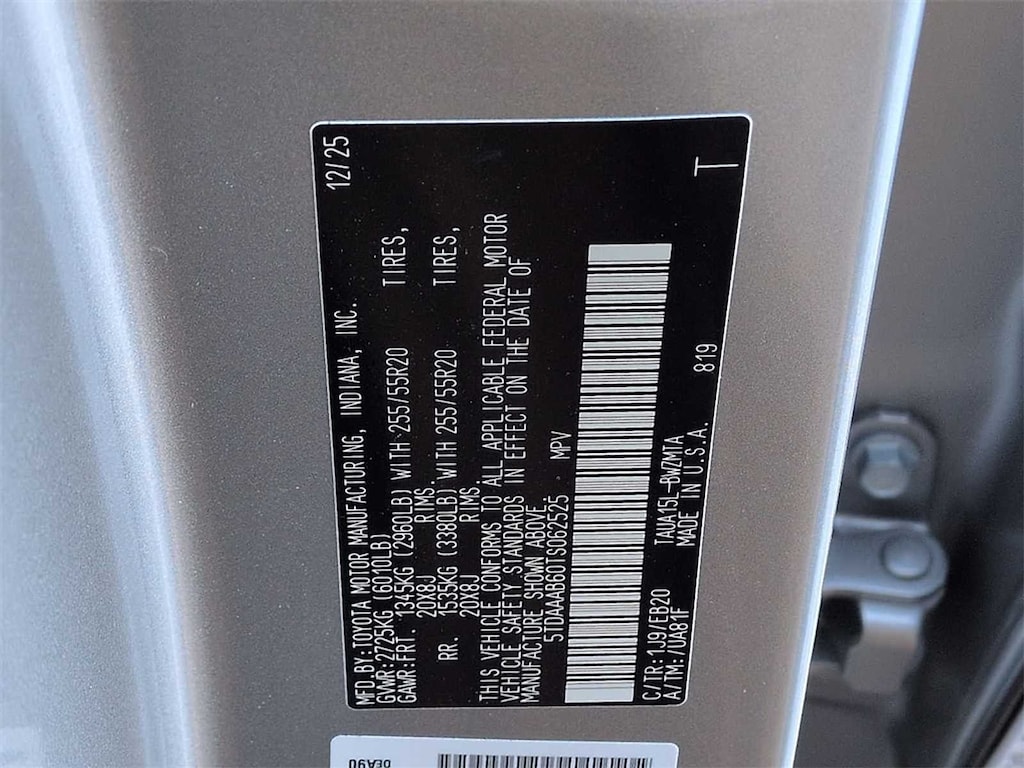 MFD.BY:TOYOTA MOTOR MANUFACTURING, INDIANA, INC. 12/25
GVWR:2725KG (6010LB)
GAWR:FRT. 1345KG (2960LB) WITH 255/55R20 TIRES,
20X8J RIMS.
RR. 1535KG (3380LB) WITH 255/55R20 TIRES,
20X8J RIMS.
THIS VEHICLE CONFORMS TO ALL APPLICABLE FEDERAL MOTOR
VEHICLE SAFETY STANDARDS IN EFFECT ON THE DATE OF
MANUFACTURE SHOWN ABOVE.
5TDAAAB60TS062525 MPV
C/TR:1J9/EB20 TAUA15L-BWZMTA 819
A/TM:/UA81F MADE IN U.S.A. T
DEA90